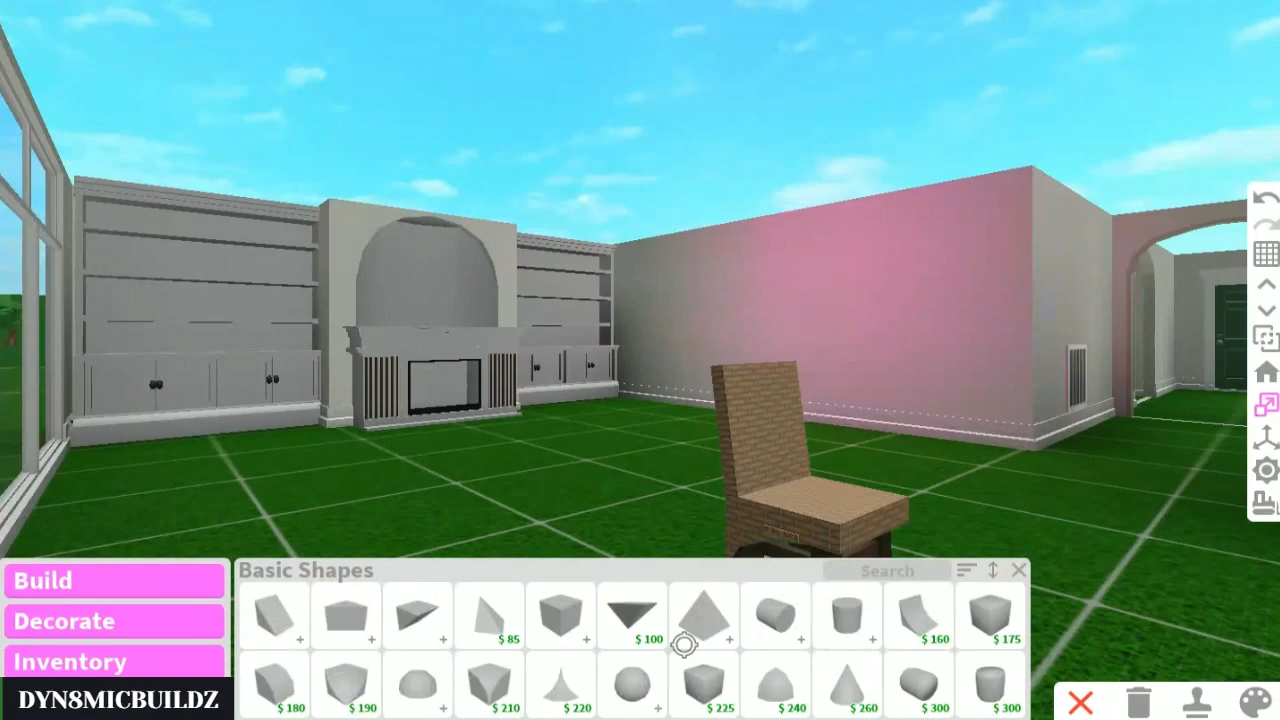 Build
Decorate
Inventory
DYN8MICBUILDZ
Basic Shapes
Search
$ 85
$ 100
$ 160
$ 175
$ 180
$ 190
$ 210
$ 220
$ 225
$ 240
$ 260
$ 300
$ 300